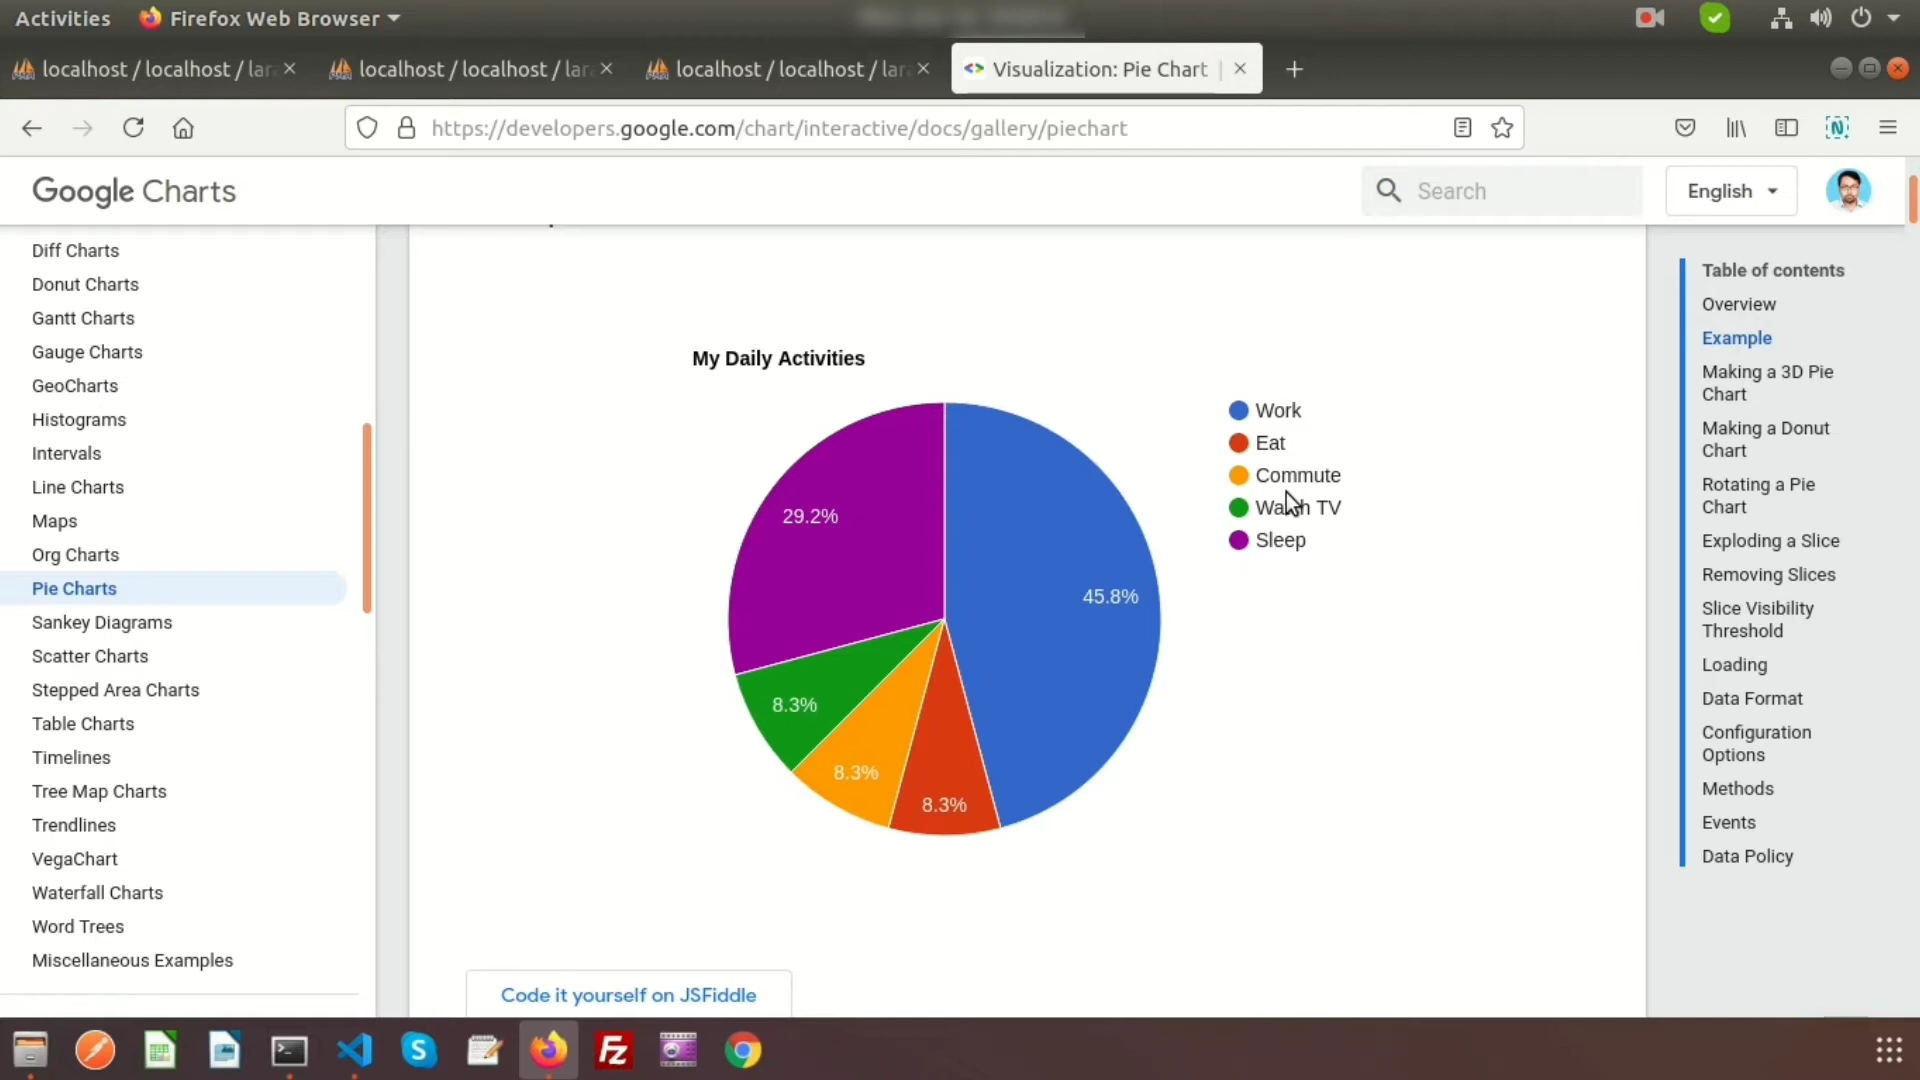 Activities
Firefox Web Browser
localhost / localhost / lar
localhost / localhost / lar
localhost / localhost / lar
Visualization: Pie Chart |
https://developers.google.com/chart/interactive/docs/gallery/piechart
Google Charts
Search
English
Diff Charts
Donut Charts
Gantt Charts
Gauge Charts
GeoCharts
Histograms
Intervals
Line Charts
Maps
Org Charts
Pie Charts
Sankey Diagrams
Scatter Charts
Stepped Area Charts
Table Charts
Timelines
Tree Map Charts
Trendlines
VegaChart
Waterfall Charts
Word Trees
Miscellaneous Examples
My Daily Activities
Work
Eat
Commute
Watch TV
Sleep
29.2%
45.8%
8.3%
8.3%
8.3%
Code it yourself on JSFiddle
Table of contents
Overview
Example
Making a 3D Pie
Chart
Making a Donut
Chart
Rotating a Pie
Chart
Exploding a Slice
Removing Slices
Slice Visibility
Threshold
Loading
Data Format
Configuration
Options
Methods
Events
Data Policy